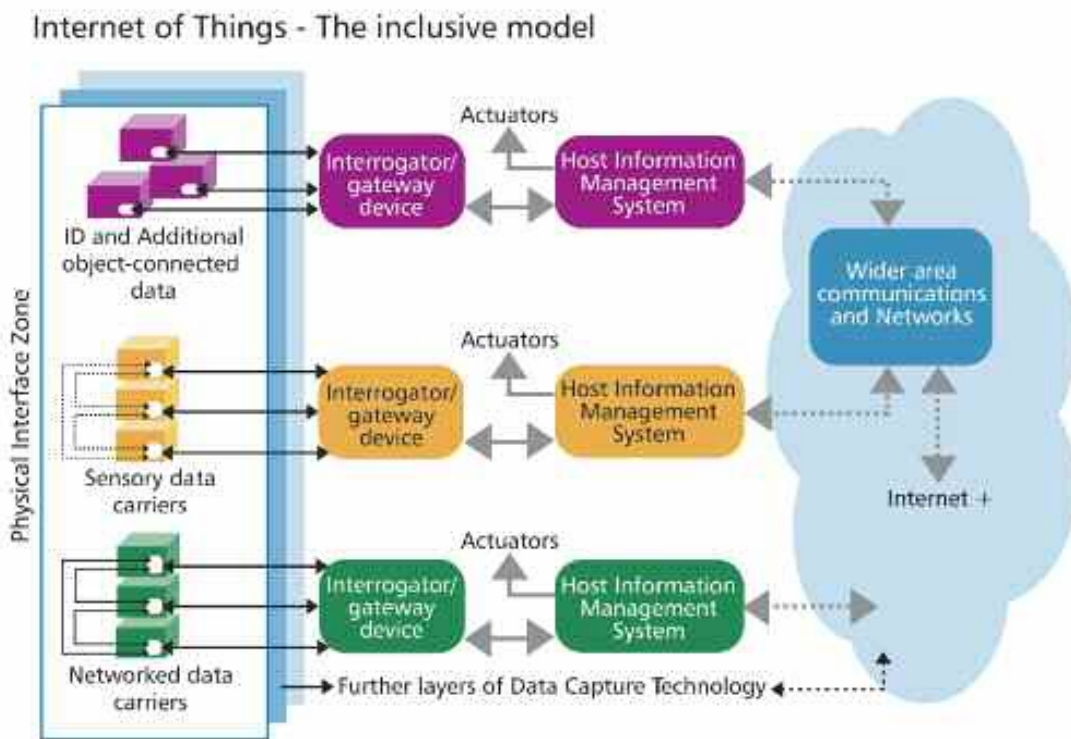 Internet of Things - The inclusive model
Physical Interface Zone
ID and Additional
object-connected
data
Interrogator/
gateway
device
Actuators
Host Information
Management
System
Wider area
communications
and Networks
Internet +
Sensory data
carriers
Interrogator/
gateway
device
Actuators
Host Information
Management
System
Networked data
carriers
Interrogator/
gateway
device
Actuators
Host Information
Management
System
Further layers of Data Capture Technology